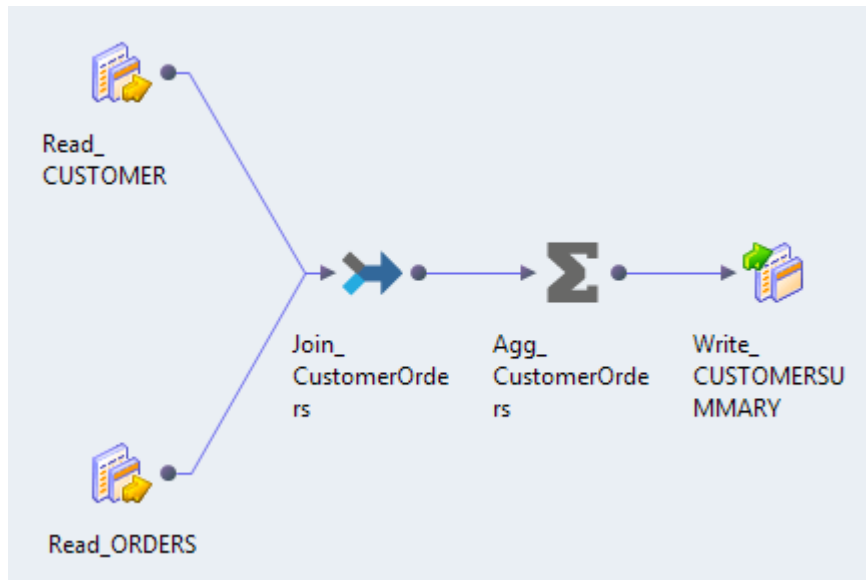 Read_
CUSTOMER
Join_
CustomerOrde
rs
Agg_
CustomerOrde
rs
Write_
CUSTOMERSU
MMARY
Read_ORDERS